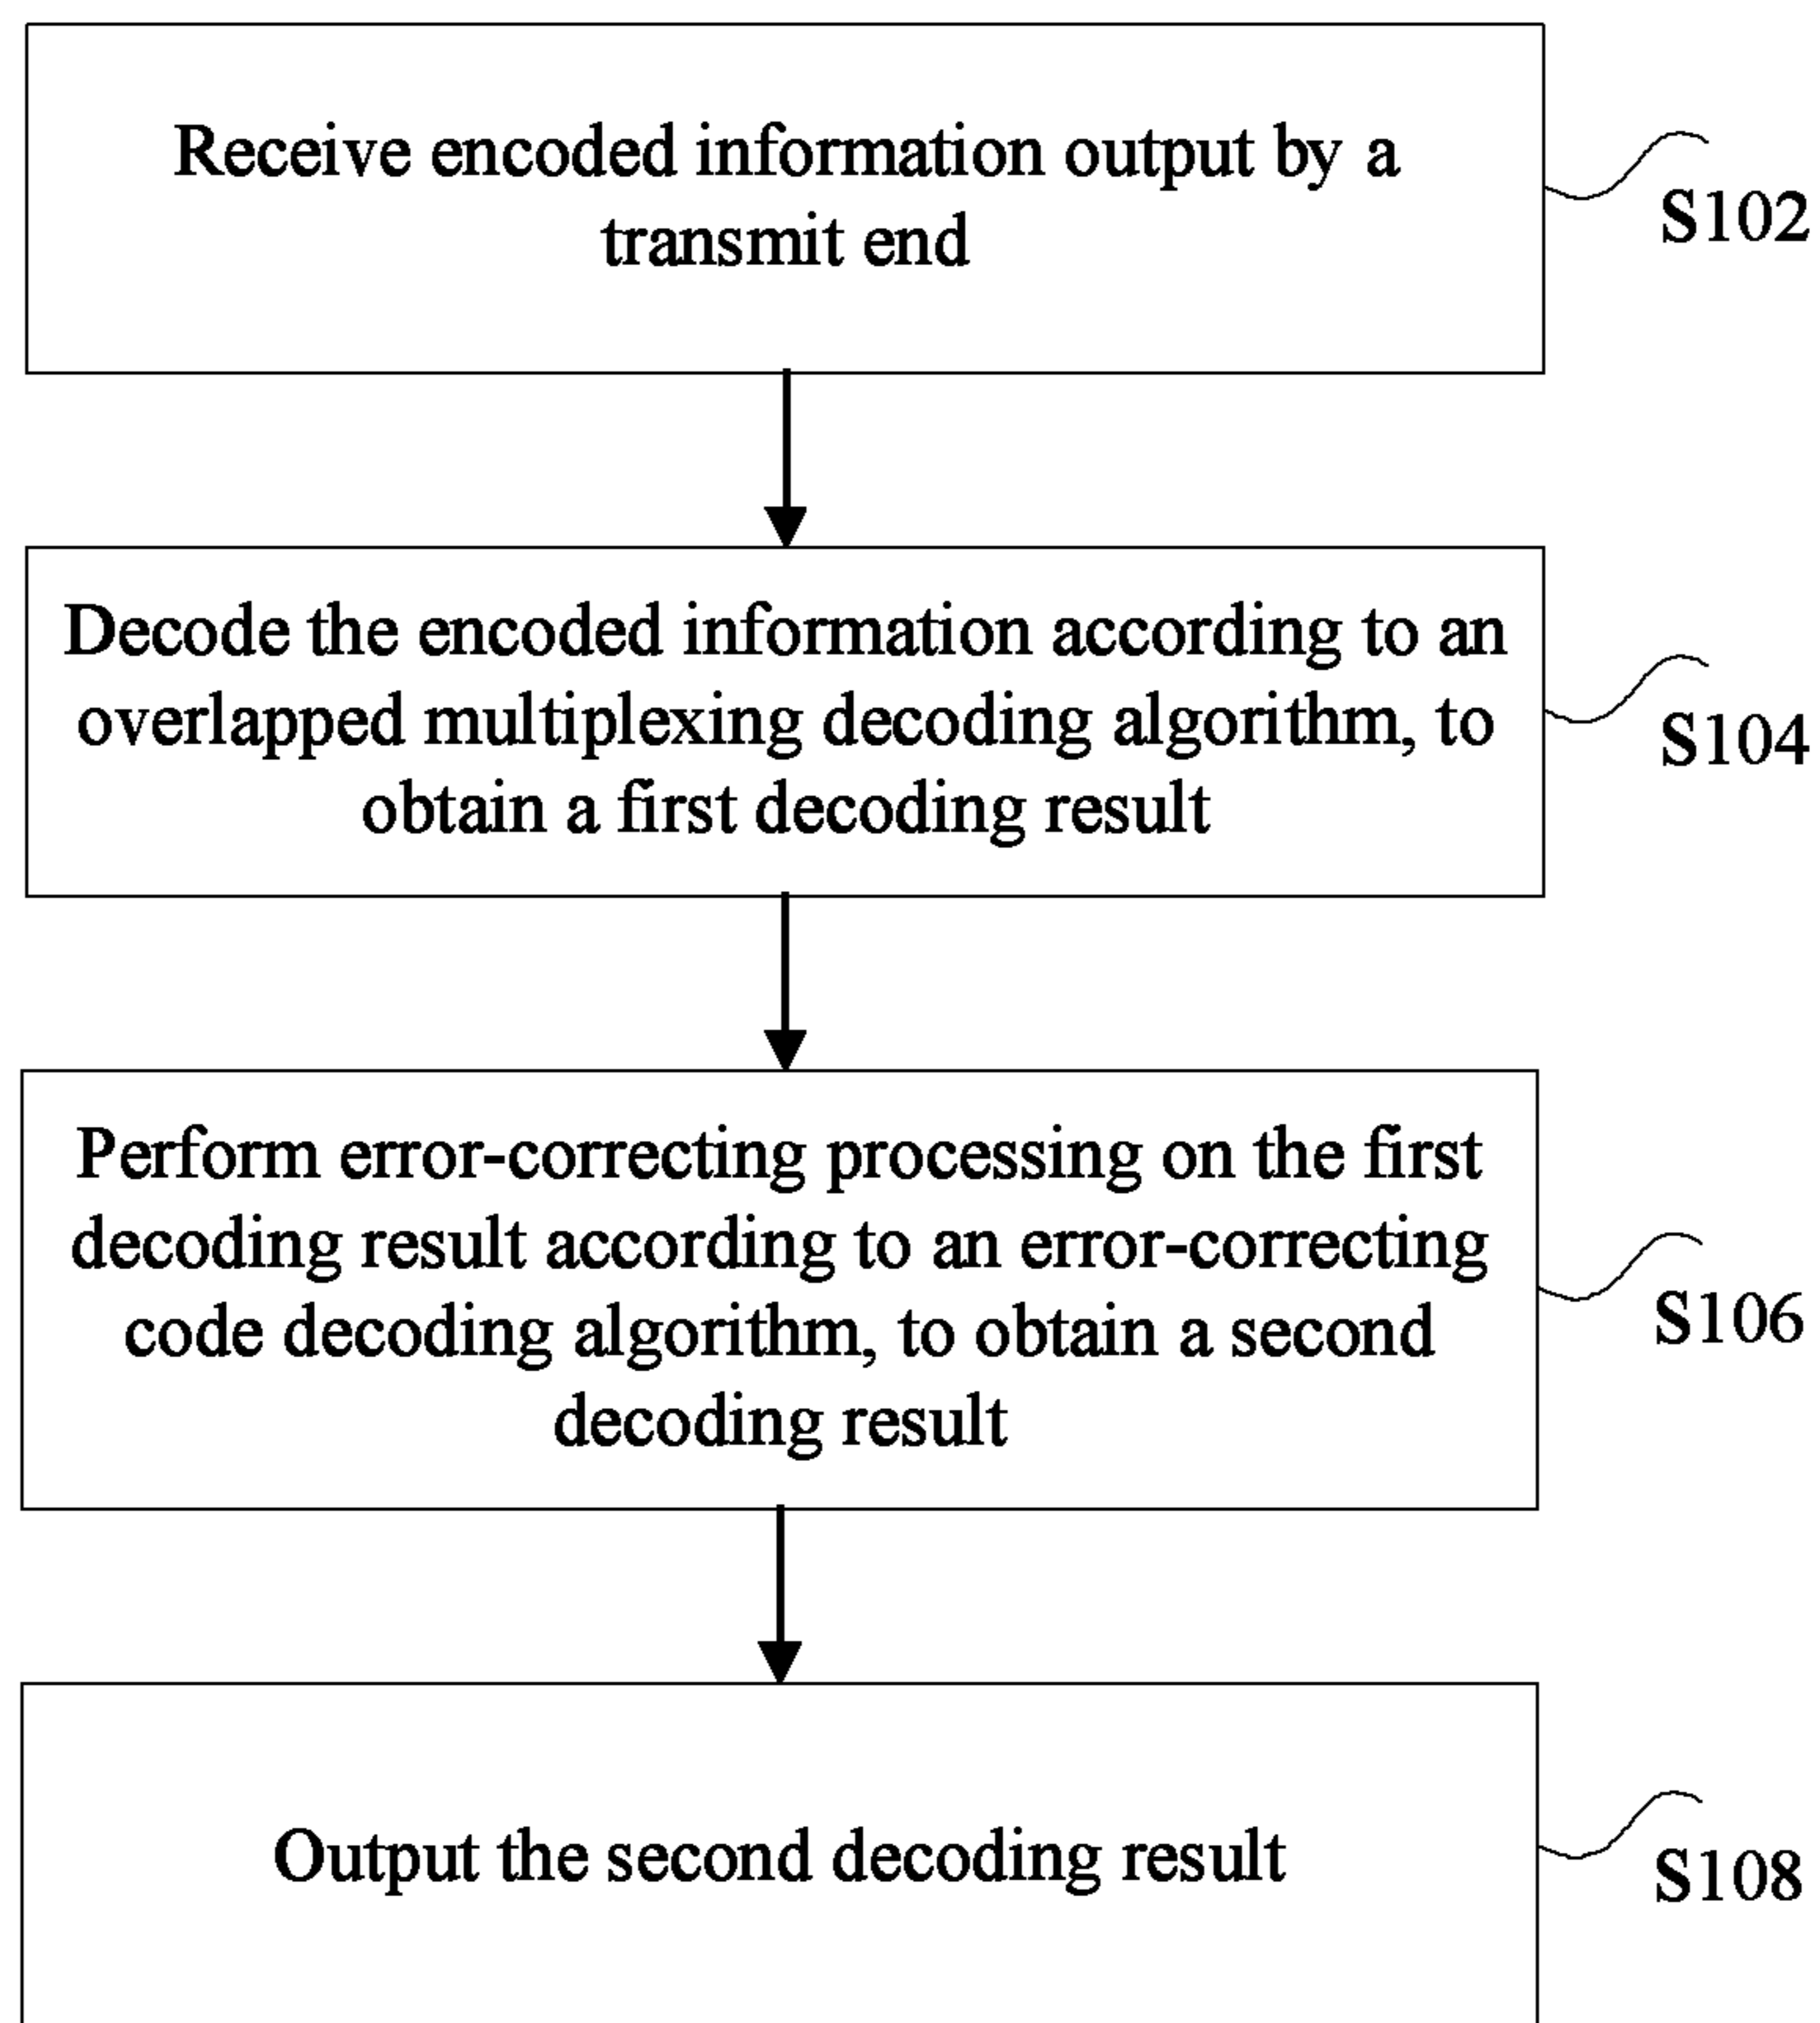 Receive encoded information output by a
transmit end
S102
Decode the encoded information according to an
overlapped multiplexing decoding algorithm, to
obtain a first decoding result
S104
Perform error-correcting processing on the first
decoding result according to an error-correcting
code decoding algorithm, to obtain a second
decoding result
S106
Output the second decoding result
S108